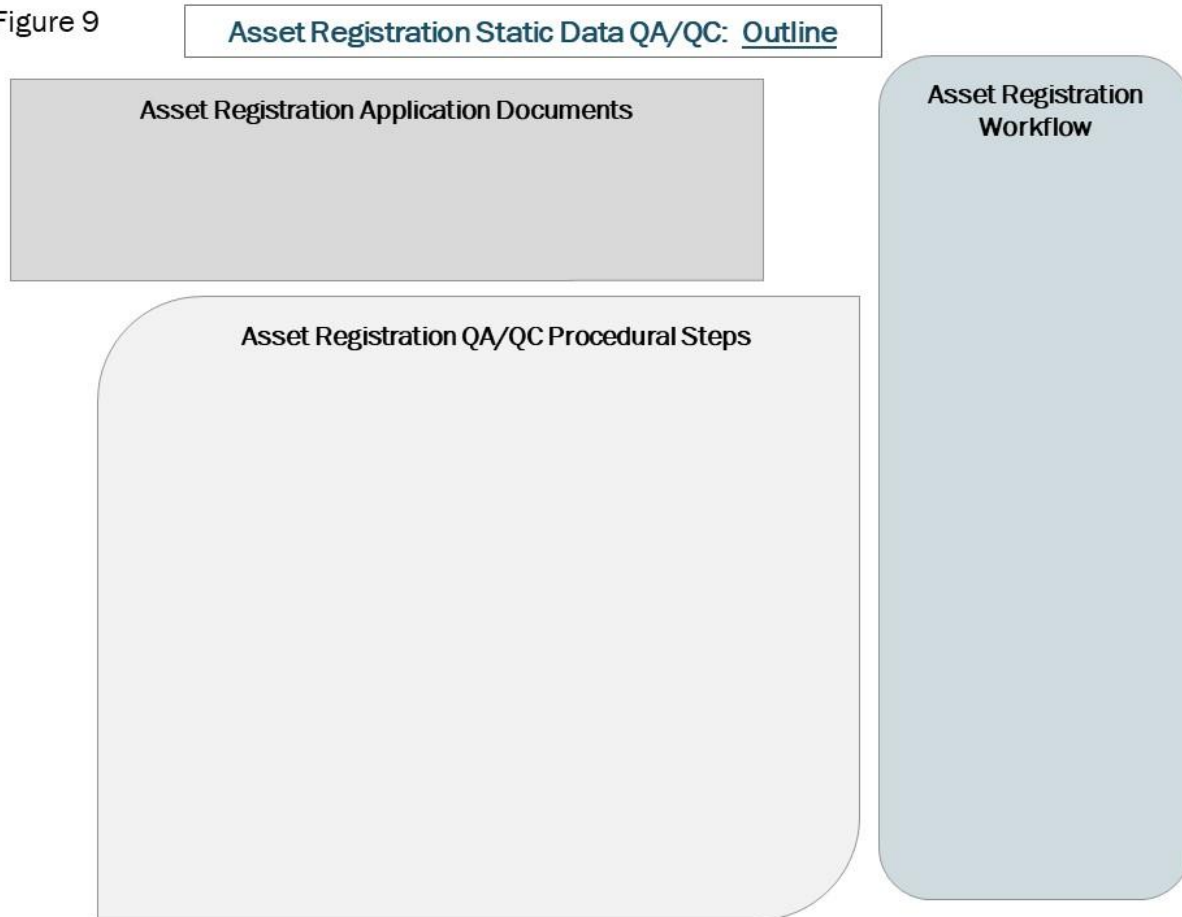 Figure 9
Asset Registration Static Data QA/QC: Outline
Asset Registration Application Documents
Asset Registration
Workflow
Asset Registration QA/QC Procedural Steps